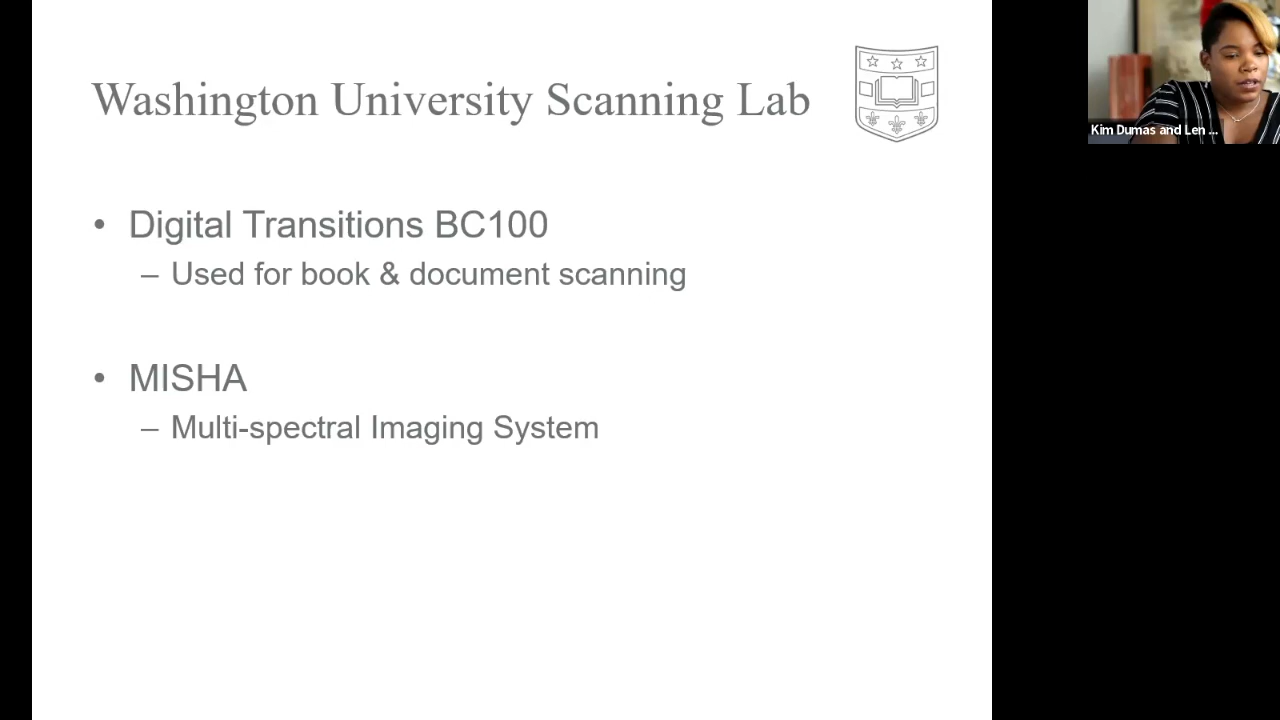 Washington University Scanning Lab
• Digital Transitions BC100
– Used for book & document scanning
• MISHA
– Multi-spectral Imaging System
Kim Dumas and Len ...